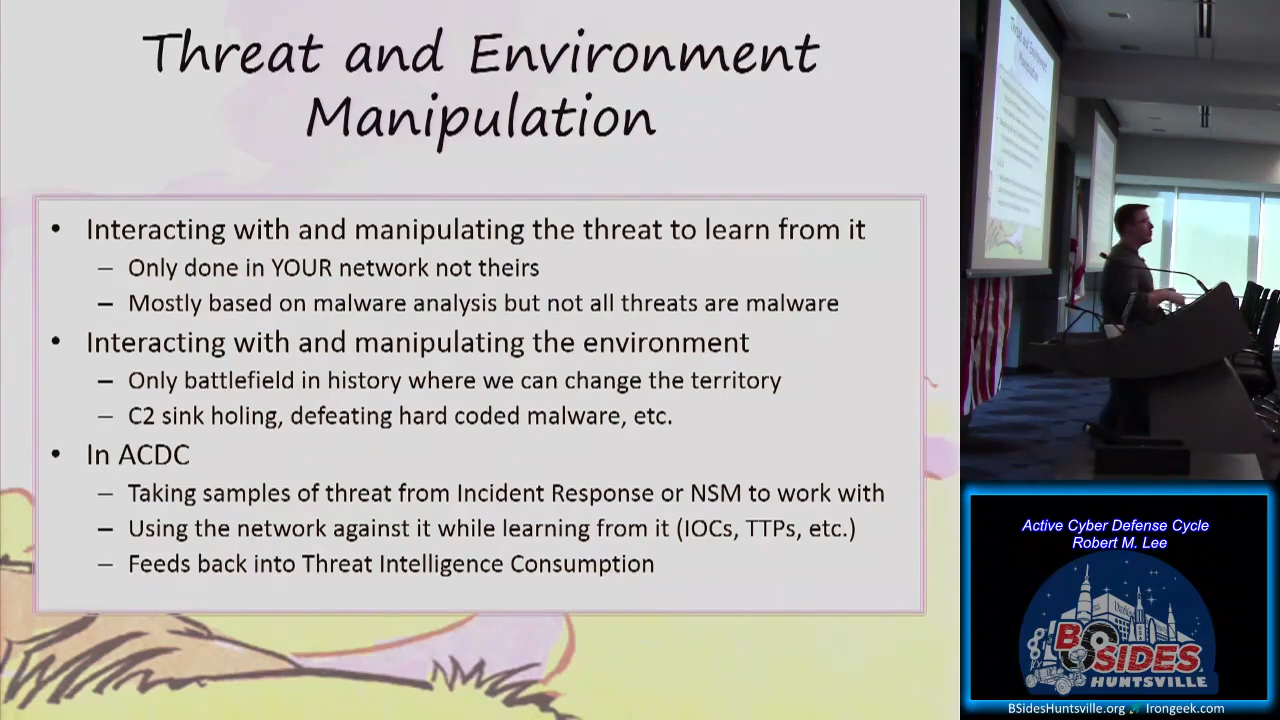 Threat and Environment
Manipulation
• Interacting with and manipulating the threat to learn from it
– Only done in YOUR network not theirs
– Mostly based on malware analysis but not all threats are malware
• Interacting with and manipulating the environment
– Only battlefield in history where we can change the territory
– C2 sink holing, defeating hard coded malware, etc.
• In ACDC
– Taking samples of threat from Incident Response or NSM to work with
– Using the network against it while learning from it (IOCs, TTPs, etc.)
– Feeds back into Threat Intelligence Consumption
Threat and Environment
Manipulation
Active Cyber Defense Cycle
Robert M. Lee
BSIDES
HUNTSVILLE
BSidesHuntsville.org Irongeek.com